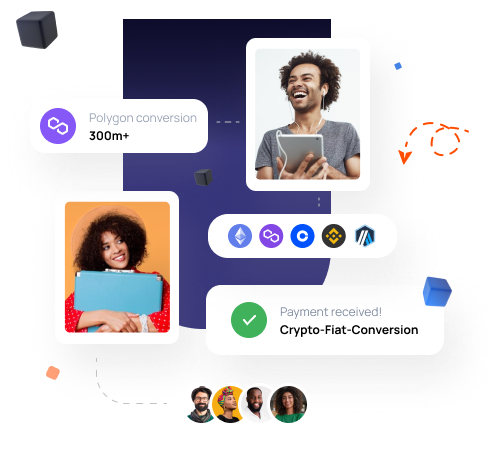 Polygon conversion
300m+
Payment received!
Crypto-Fiat-Conversion